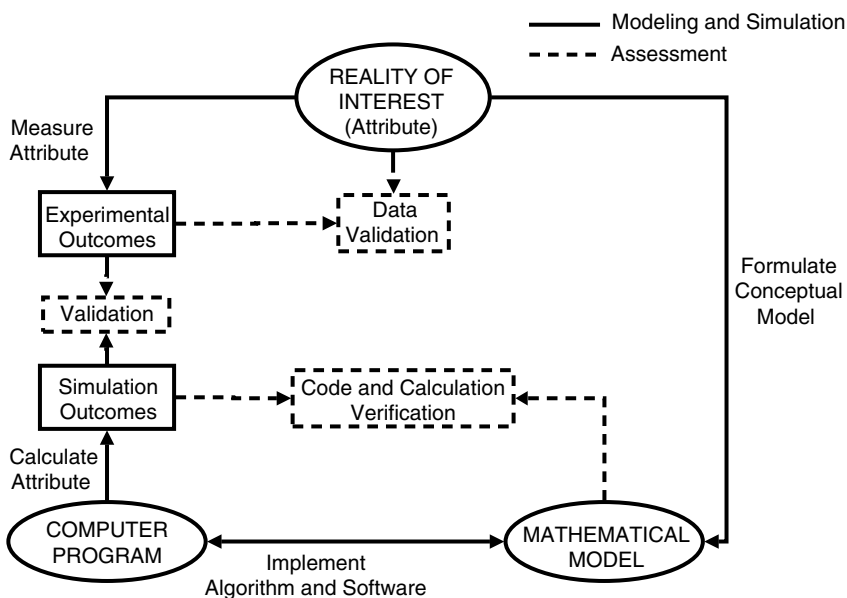 Modeling and Simulation
Assessment
REALITY OF
INTEREST
(Attribute)
Measure
Attribute
Experimental
Outcomes
Data
Validation
Formulate
Conceptual
Model
Validation
Simulation
Outcomes
Code and Calculation
Verification
Calculate
Attribute
COMPUTER
PROGRAM
MATHEMATICAL
MODEL
Implement
Algorithm and Software